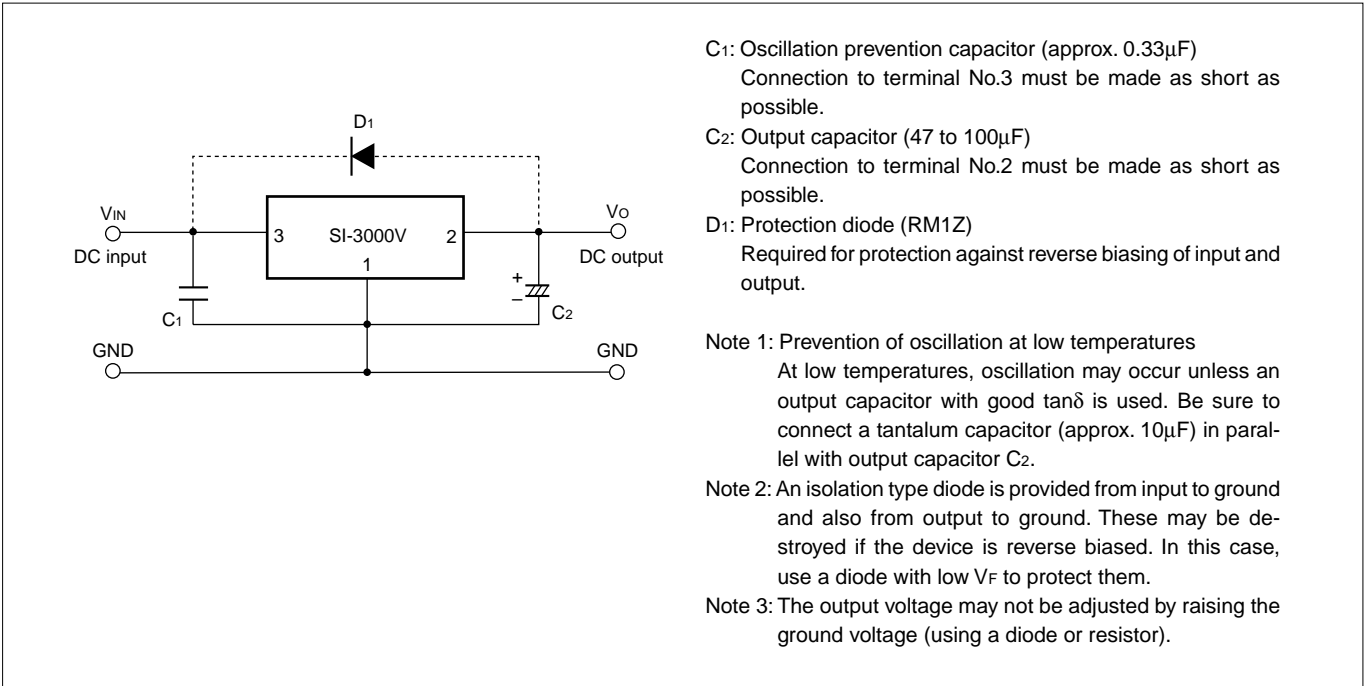 D1
VIN
DC input
3
SI-3000V
2
1
VO
DC output
C1
+
–
C2
GND
GND
C1: Oscillation prevention capacitor (approx. 0.33μF)
Connection to terminal No.3 must be made as short as
possible.
C2: Output capacitor (47 to 100μF)
Connection to terminal No.2 must be made as short as
possible.
D1: Protection diode (RM1Z)
Required for protection against reverse biasing of input and
output.
Note 1: Prevention of oscillation at low temperatures
At low temperatures, oscillation may occur unless an
output capacitor with good tanδ is used. Be sure to
connect a tantalum capacitor (approx. 10μF) in paral-
lel with output capacitor C2.
Note 2: An isolation type diode is provided from input to ground
and also from output to ground. These may be de-
stroyed if the device is reverse biased. In this case,
use a diode with low VF to protect them.
Note 3: The output voltage may not be adjusted by raising the
ground voltage (using a diode or resistor).